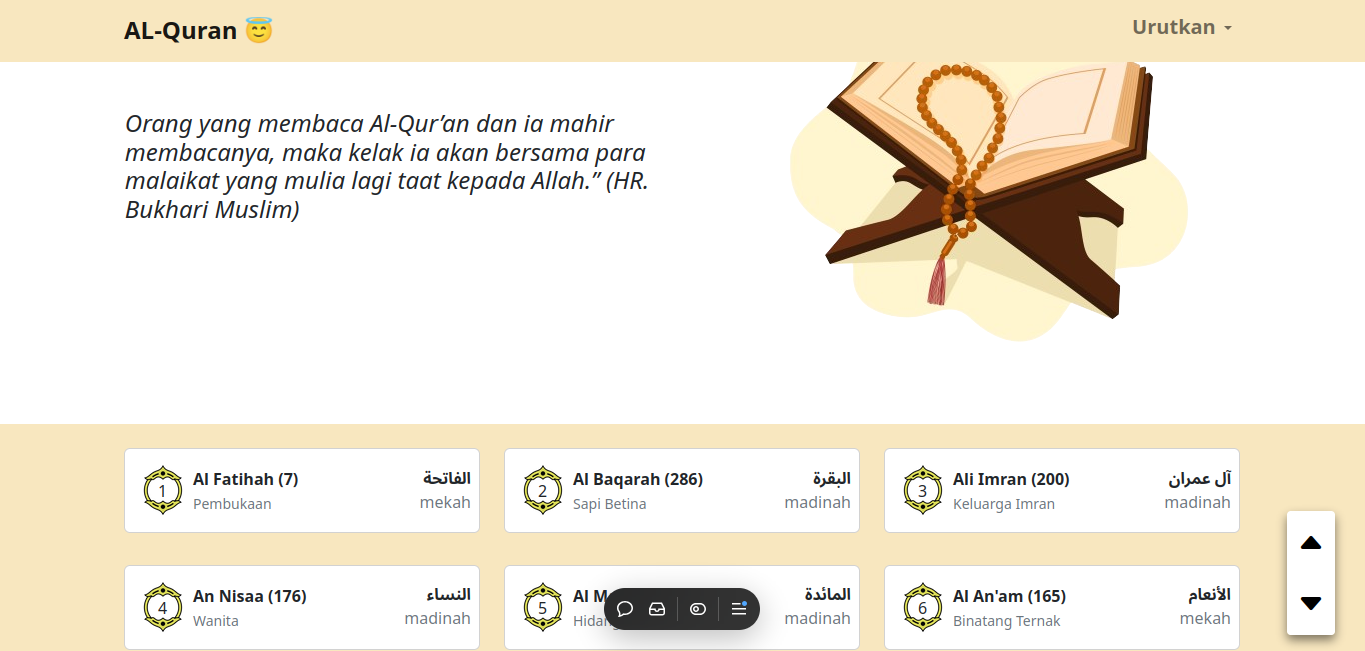 AL-Quran 😇
Urutkan
Orang yang membaca Al-Qur’an dan ia mahir
membacanya, maka kelak ia akan bersama para
malaikat yang mulia lagi taat kepada Allah.” (HR.
Bukhari Muslim)
1
Al Fatihah (7)
الفاتحة
Pembukaan
mekah
2
Al Baqarah (286)
البقرة
Sapi Betina
madinah
3
Ali Imran (200)
آل عمران
Keluarga Imran
madinah
4
An Nisaa (176)
النساء
Wanita
madinah
5
Al
المائدة
madinah
6
Al An'am (165)
الأنعام
Binatang Ternak
mekah